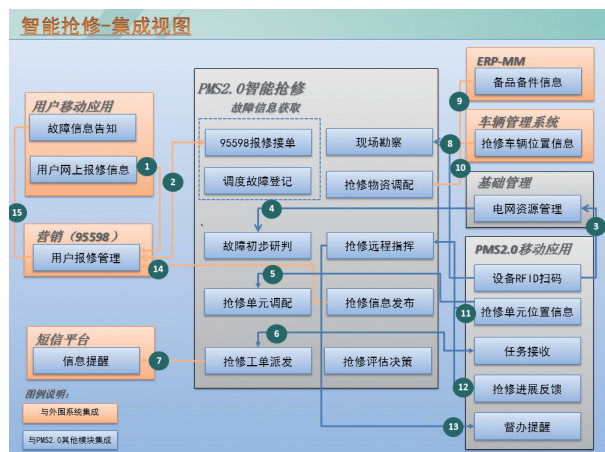 智能抢修-集成视图
用户移动应用
故障信息告知
用户网上报修信息
1
2
15
营销（95598）
用户报修管理
14
短信平台
信息提醒
7
图例说明：
与外围系统集成
与PMS2.0其他模块集成
PMS2.0智能抢修
故障信息获取
95598报修接单
调度故障登记
现场勘察
抢修物资调配
4
故障初步研判
抢修远程指挥
5
抢修单元调配
抢修信息发布
6
抢修工单派发
抢修评估决策
ERP-MM
备品备件信息
9
车辆管理系统
抢修车辆位置信息
8
10
基础管理
电网资源管理
3
PMS2.0移动应用
设备RFID扫码
抢修单元位置信息
11
任务接收
抢修进展反馈
12
督办提醒
13